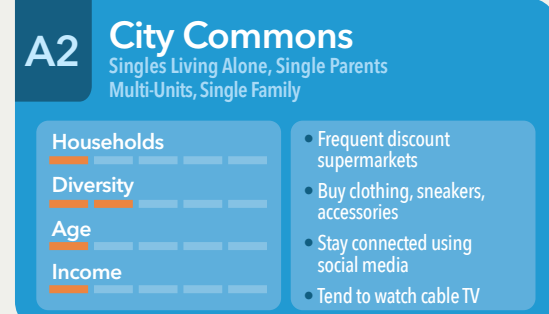 A2
City Commons
Singles Living Alone, Single Parents
Multi-Units, Single Family
Households
Diversity
Age
Income
• Frequent discount
supermarkets
• Buy clothing, sneakers,
accessories
• Stay connected using
social media
• Tend to watch cable TV